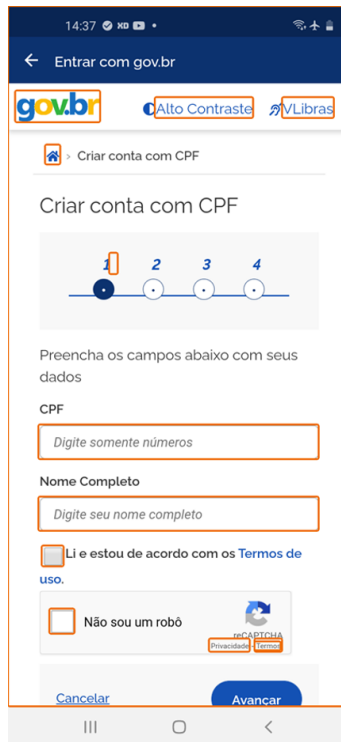 14:37 XD
Entrar com gov.br
gov.br Alto Contraste VLibras
> Criar conta com CPF
Criar conta com CPF
1 2 3 4
Preencha os campos abaixo com seus
dados
CPF
Digite somente números
Nome Completo
Digite seu nome completo
Li e estou de acordo com os Termos de
uso.
Não sou um robô
reCAPTCHA
Privacidade - Termos
Cancelar Avançar